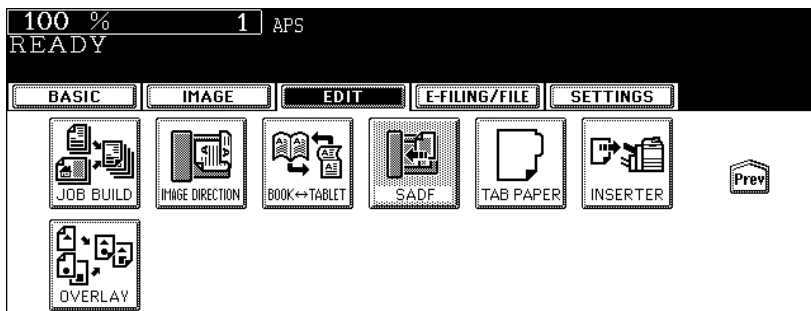 100 % 1 APS
READY
BASIC IMAGE EDIT E-FILING/FILE SETTINGS
JOB BUILD IMAGE DIRECTION BOOK↔TABLET SADF TAB PAPER INSERTER Prev
OVERLAY